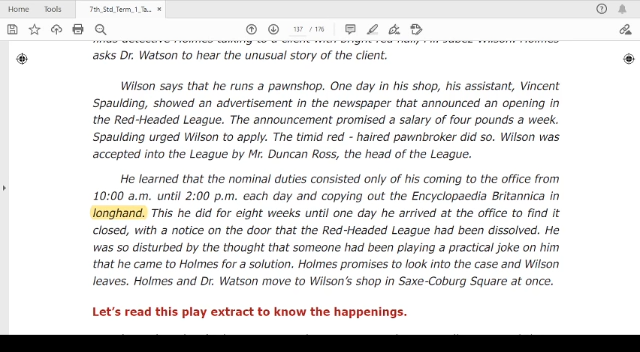 Home Tools 7th_Std_Term_1_Ta... ×
137 / 176
asks Dr. Watson to hear the unusual story of the client.
Wilson says that he runs a pawnshop. One day in his shop, his assistant, Vincent
Spaulding, showed an advertisement in the newspaper that announced an opening in
the Red-Headed League. The announcement promised a salary of four pounds a week.
Spaulding urged Wilson to apply. The timid red - haired pawnbroker did so. Wilson was
accepted into the League by Mr. Duncan Ross, the head of the League.
He learned that the nominal duties consisted only of his coming to the office from
10:00 a.m. until 2:00 p.m. each day and copying out the Encyclopaedia Britannica in
longhand. This he did for eight weeks until one day he arrived at the office to find it
closed, with a notice on the door that the Red-Headed League had been dissolved. He
was so disturbed by the thought that someone had been playing a practical joke on him
that he came to Holmes for a solution. Holmes promises to look into the case and Wilson
leaves. Holmes and Dr. Watson move to Wilson's shop in Saxe-Coburg Square at once.
Let's read this play extract to know the happenings.